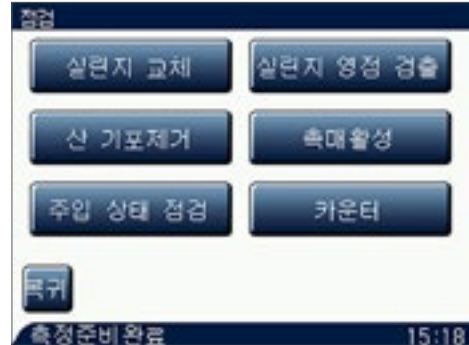 점검
실린지 교체
실린지 영점 검출
산 기포제거
촉매활성
주입 상태 점검
카운터
복귀
측정준비완료
15:18